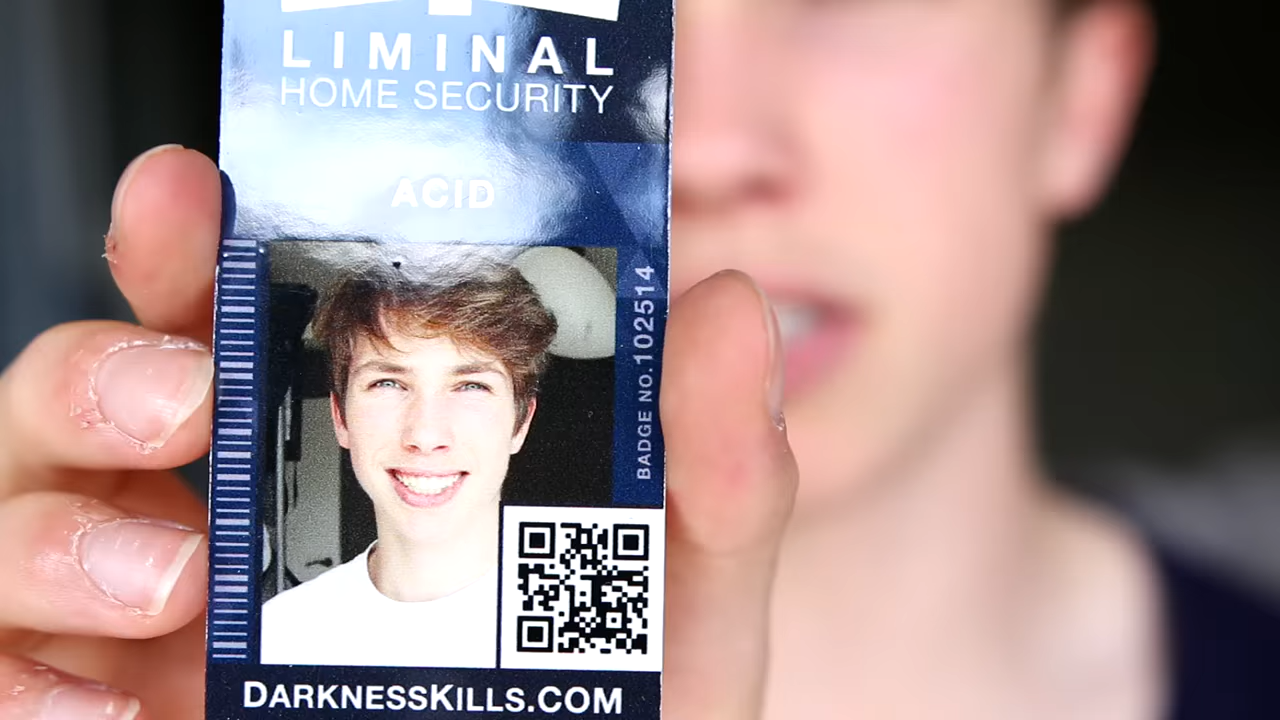 LIMINAL
HOME SECURITY
ACID
BADGE NO.102514
DARKNESSKILLS.COM